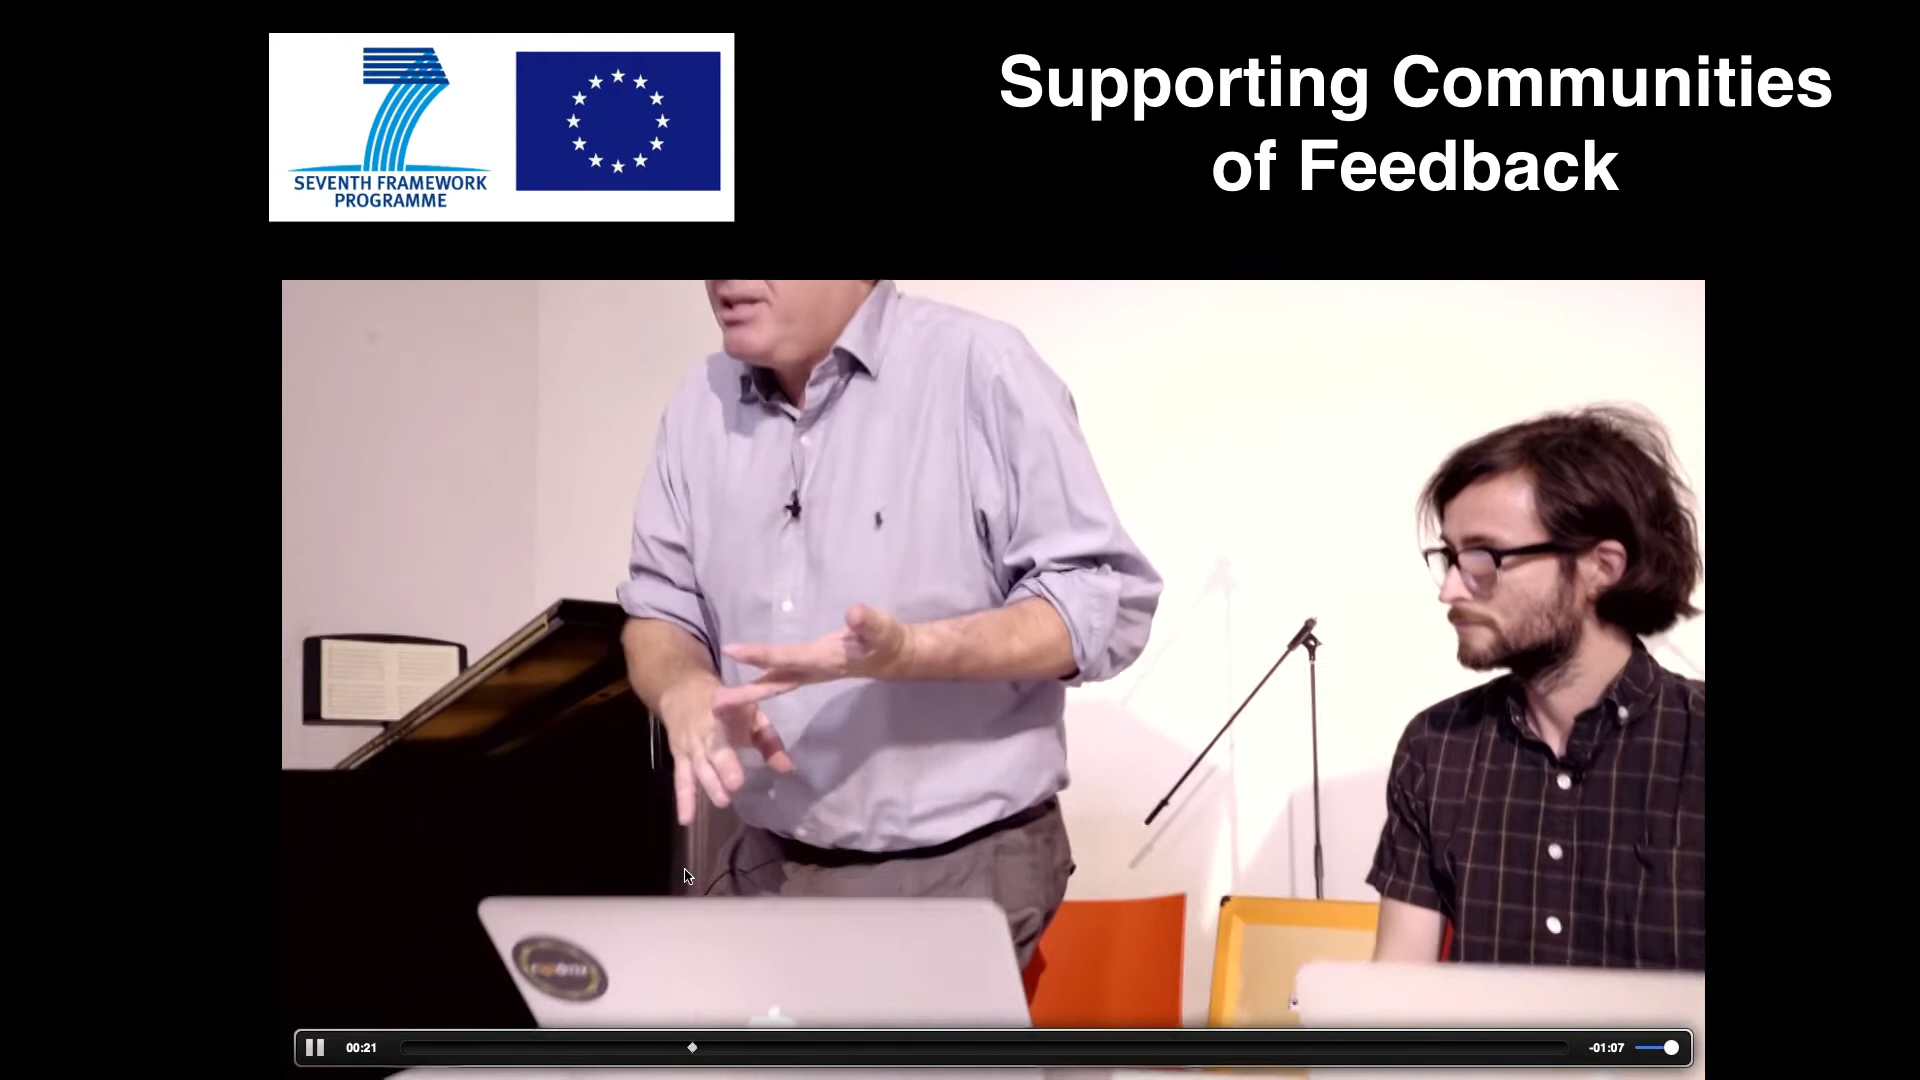 SEVENTH FRAMEWORK
PROGRAMME
Supporting Communities
of Feedback
00:21
-01:07